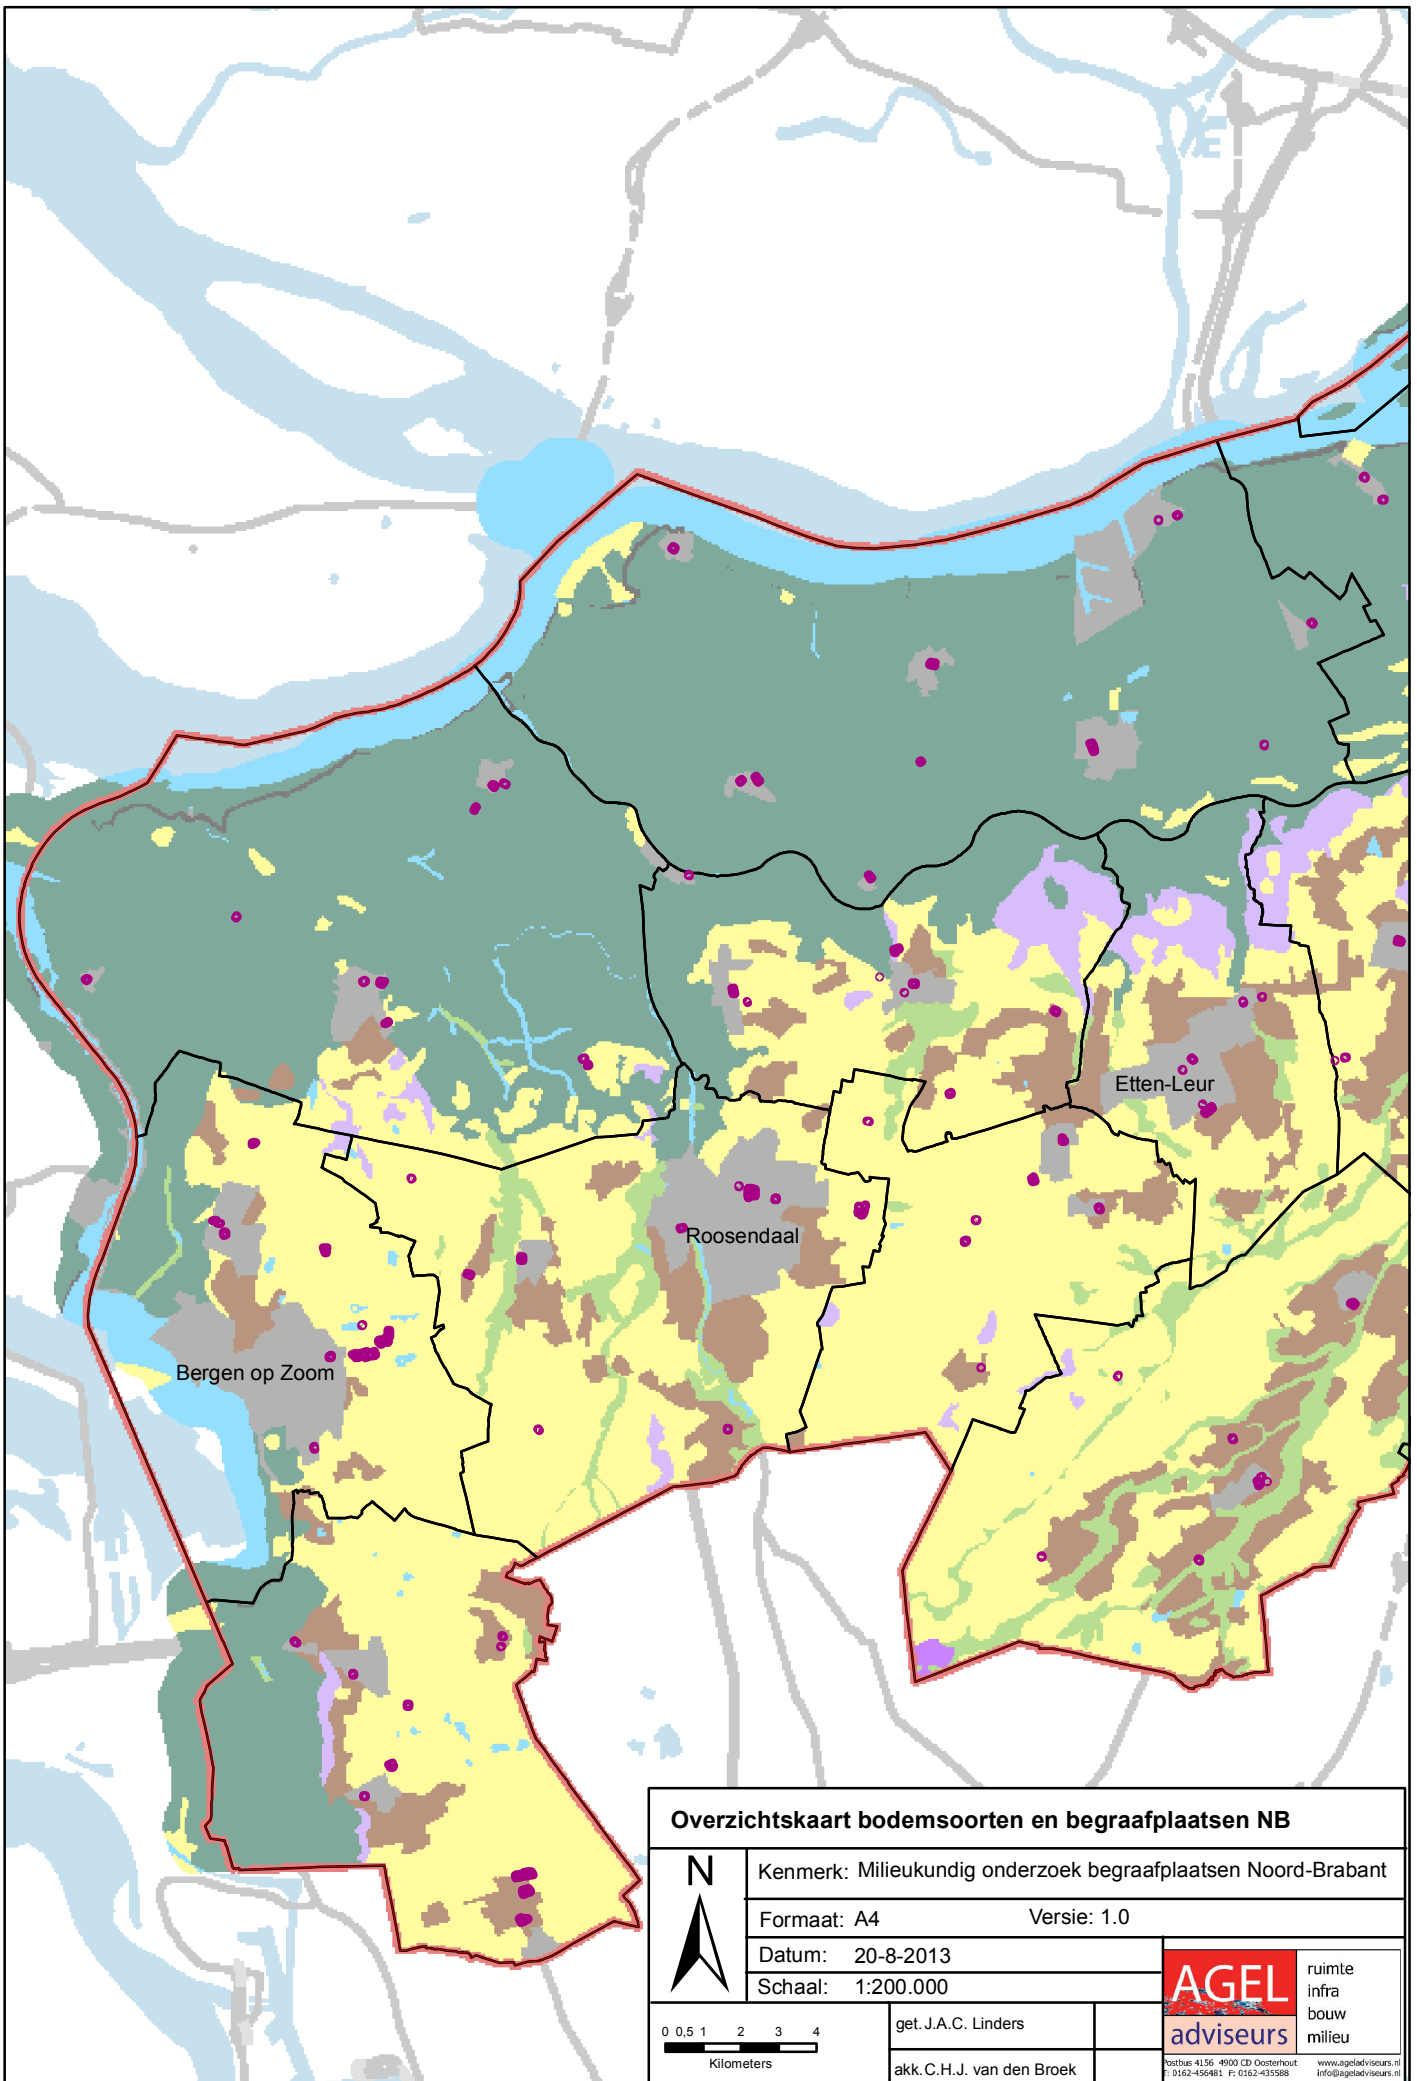 Etten-Leur
Roosendaal
Bergen op Zoom
Overzichtskaart bodemsoorten en begraafplaatsen NB
N
Kenmerk: Milieukundig onderzoek begraafplaatsen Noord-Brabant
Formaat: A4 Versie: 1.0
Datum: 20-8-2013
Schaal: 1:200.000
0 0,5 1 2 3 4
Kilometers
get. J.A.C. Linders
akk. C.H.J. van den Broek
AGEL
adviseurs
ruimte
infra
bouw
milieu
Postbus 4156 4900 CD Oosterhout
T: 0162-456481 F: 0162-435588
www.ageladviseurs.nl
info@ageladviseurs.nl